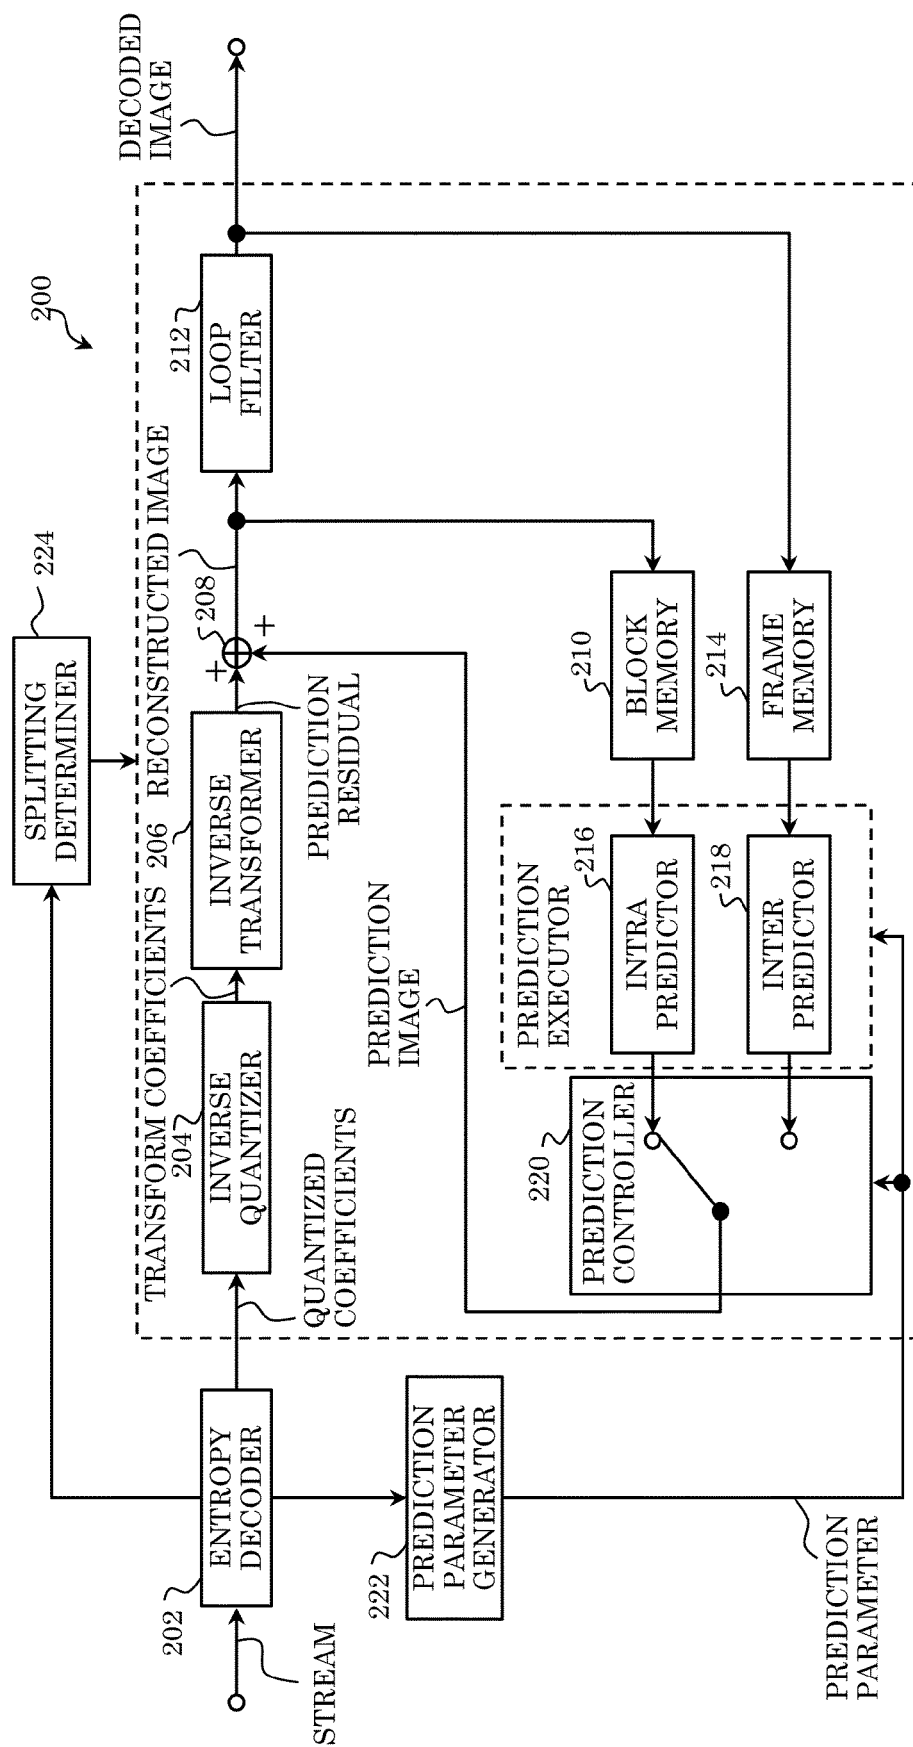 200
SPLITTING
DETERMINER
224
TRANSFORM COEFFICIENTS
206
RECONSTRUCTED IMAGE
DECODED
IMAGE
202
ENTROPY
DECODER
204
INVERSE
QUANTIZER
INVERSE
TRANSFORMER
208
+
+
212
LOOP
FILTER
STREAM
QUANTIZED
COEFFICIENTS
PREDICTION
RESIDUAL
PREDICTION
IMAGE
222
PREDICTION
PARAMETER
GENERATOR
220
PREDICTION
CONTROLLER
PREDICTION
EXECUTOR
216
INTRA
PREDICTOR
210
BLOCK
MEMORY
218
INTER
PREDICTOR
214
FRAME
MEMORY
PREDICTION
PARAMETER